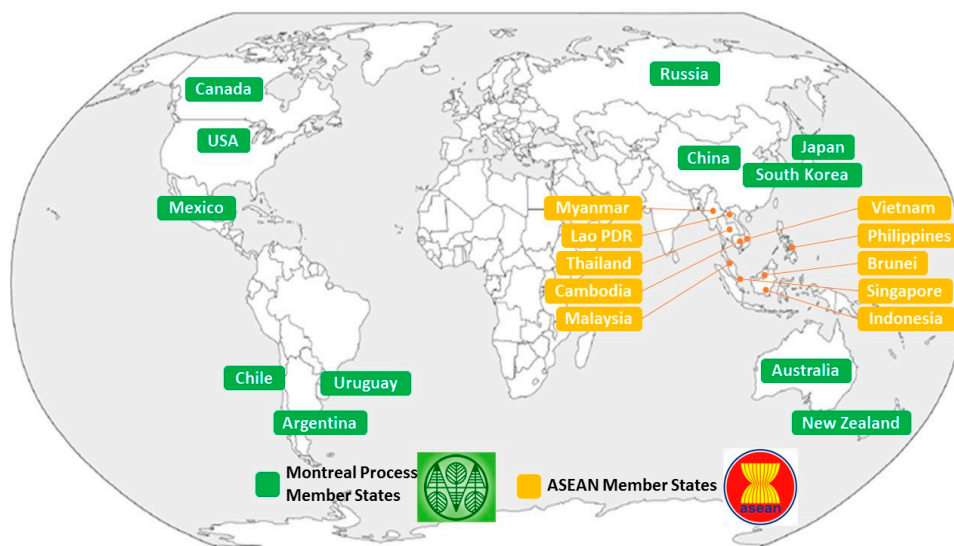 Canada
Russia
USA
Japan
China
South Korea
Mexico
Myanmar
Vietnam
Lao PDR
Philippines
Thailand
Brunei
Cambodia
Singapore
Malaysia
Indonesia
Chile
Uruguay
Australia
Argentina
New Zealand
Montreal Process
Member States
ASEAN Member States
asean